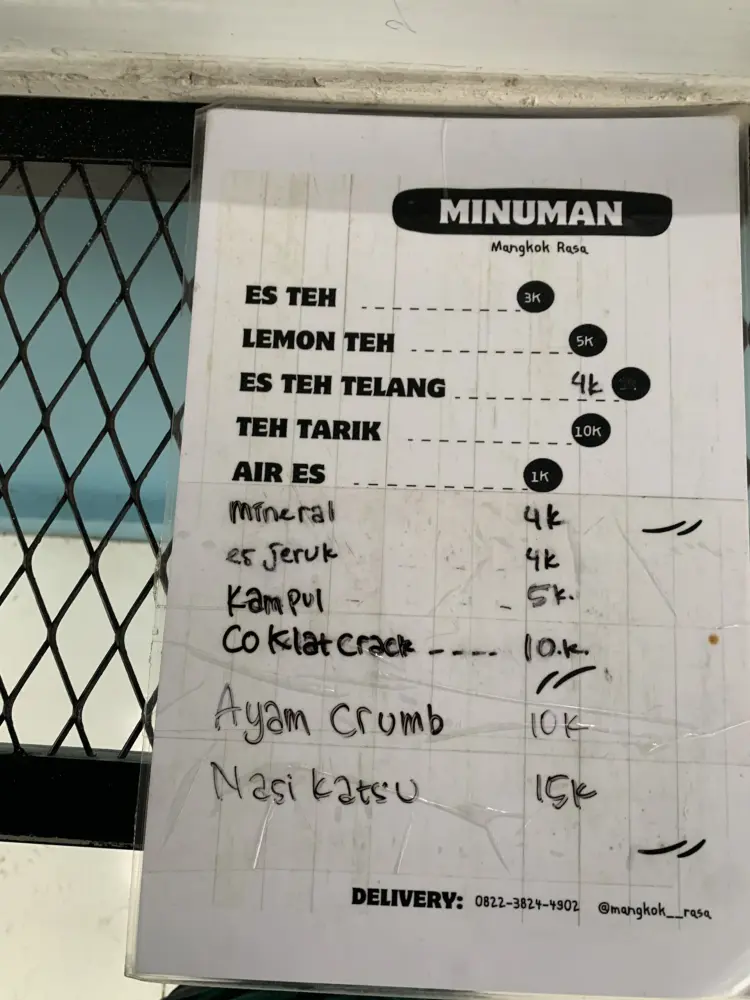 MINUMAN
Mangkok Rasa
ES TEH ---------------- 3K
LEMON TEH ---------------- 5K
ES TEH TELANG ---------------- 4K
TEH TARIK ---------------- 10K
AIR ES ---------------- 1K
mineral 4K
es jeruk 4K
Kampul - 5K.
Coklat Crack ---- 10.K.
Ayam Crumb 10K
Nasi Katsu 15K
DELIVERY: 0822-3824-4902 @mangkok__rasa